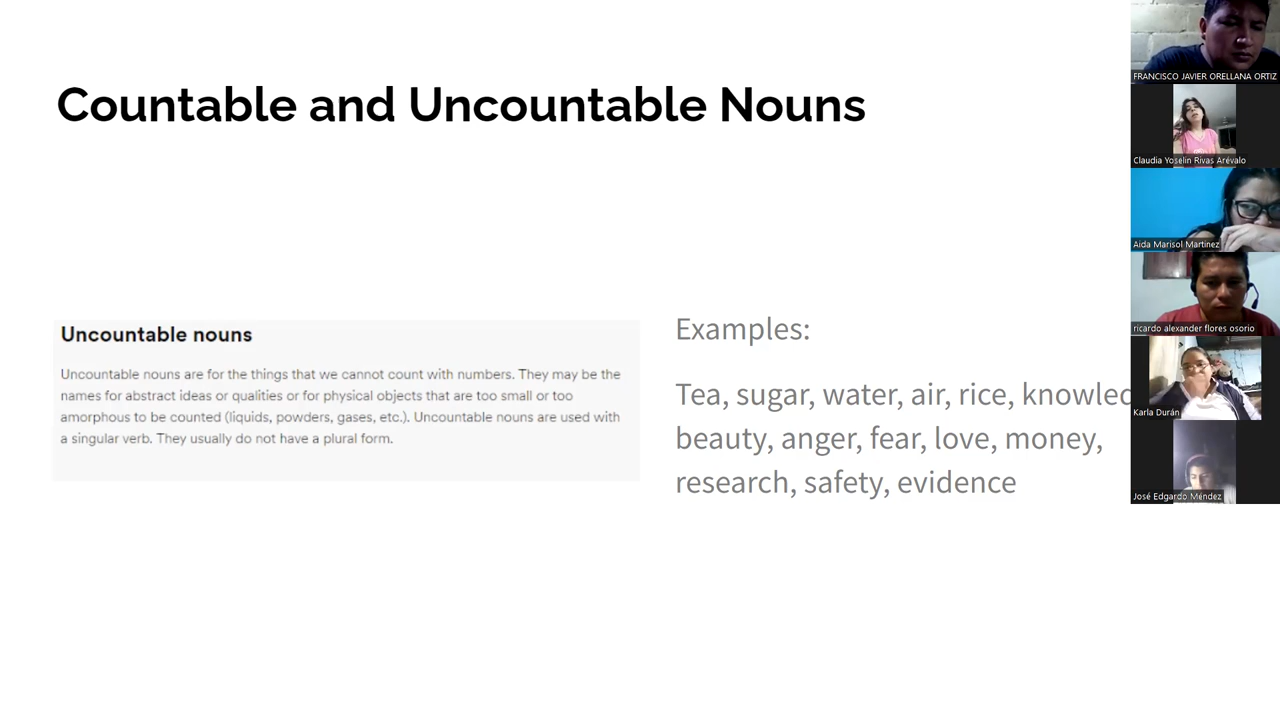 Countable and Uncountable Nouns
Uncountable nouns
Uncountable nouns are for the things that we cannot count with numbers. They may be the
names for abstract ideas or qualities or for physical objects that are too small or too
amorphous to be counted (liquids, powders, gases, etc.). Uncountable nouns are used with
a singular verb. They usually do not have a plural form.
Examples:
Tea, sugar, water, air, rice, knowled
beauty, anger, fear, love, money,
research, safety, evidence
FRANCISCO JAVIER ORELLANA ORTIZ
Claudia Yoselin Rivas Arévalo
Aida Marisol Martinez
ricardo alexander flores osorio
Karla Durán
José Edgardo Méndez